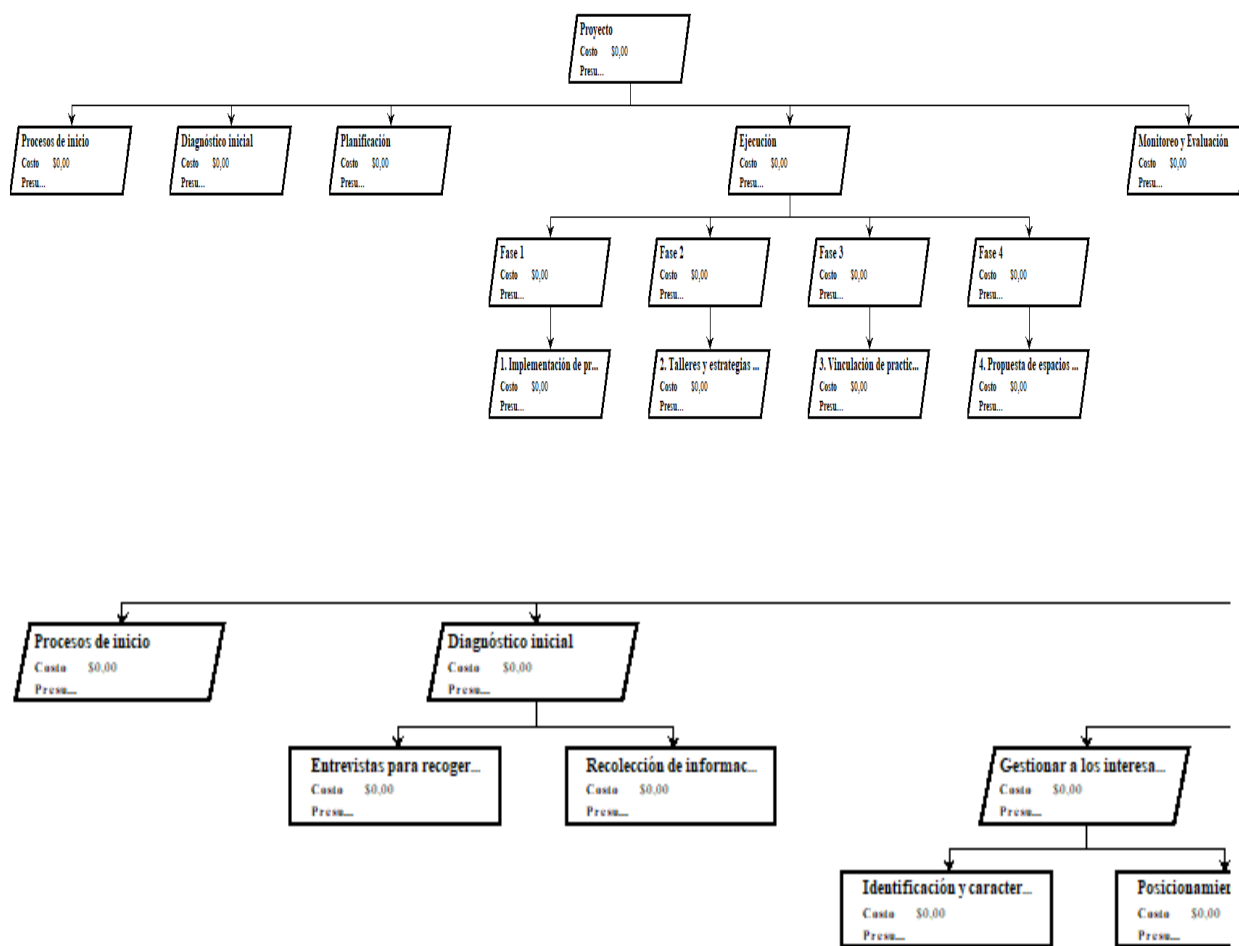 Proyecto
Costo $0,00
Presu...
Procesos de inicio
Costo $0,00
Presu...
Diagnóstico inicial
Costo $0,00
Presu...
Planificación
Costo $0,00
Presu...
Ejecución
Costo $0,00
Presu...
Monitoreo y Evaluación
Costo $0,00
Presu...
Fase 1
Costo $0,00
Presu...
Fase 2
Costo $0,00
Presu...
Fase 3
Costo $0,00
Presu...
Fase 4
Costo $0,00
Presu...
1. Implementación de pr...
Costo $0,00
Presu...
2. Talleres y estrategias ...
Costo $0,00
Presu...
3. Vinculación de practic...
Costo $0,00
Presu...
4. Propuesta de espacios ...
Costo $0,00
Presu...
Procesos de inicio
Costo $0,00
Presu...
Diagnóstico inicial
Costo $0,00
Presu...
Entrevistas para recoger...
Costo $0,00
Presu...
Recolección de informac...
Costo $0,00
Presu...
Gestionar a los interesa...
Costo $0,00
Presu...
Identificación y caracter...
Costo $0,00
Presu...
Posicionamier
Costo $0,00
Presu...